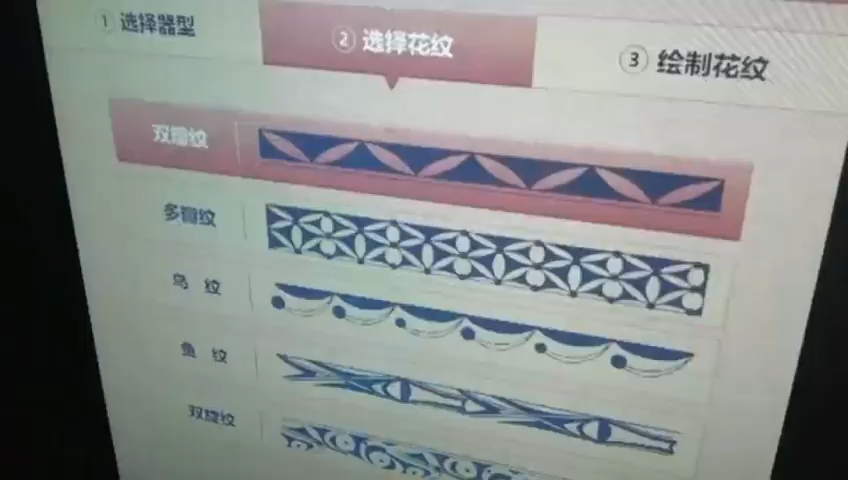 ① 选择器型
② 选择花纹
③ 绘制花纹
双瓣纹
多瓣纹
鸟 纹
鱼 纹
双旋纹